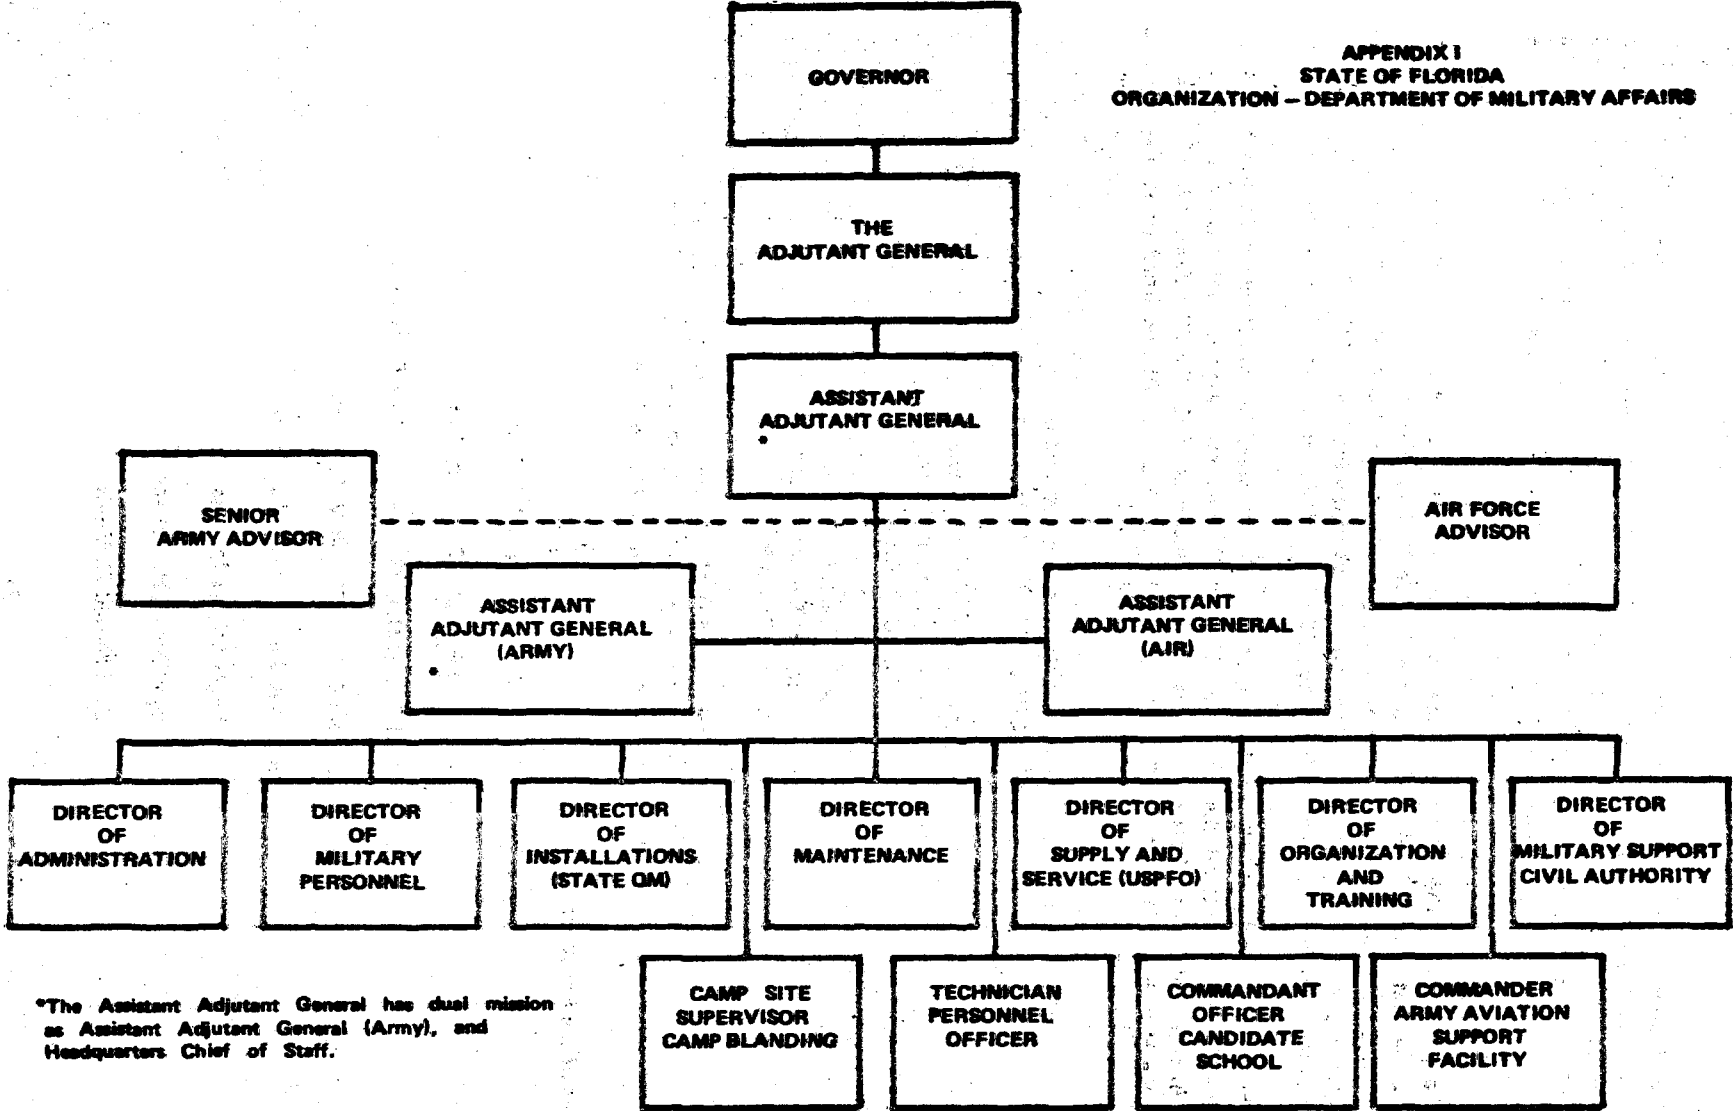 APPENDIX I
STATE OF FLORIDA
ORGANIZATION – DEPARTMENT OF MILITARY AFFAIRS
GOVERNOR
THE
ADJUTANT GENERAL
ASSISTANT
ADJUTANT GENERAL
*
SENIOR
ARMY ADVISOR
AIR FORCE
ADVISOR
ASSISTANT
ADJUTANT GENERAL
(ARMY)
*
ASSISTANT
ADJUTANT GENERAL
(AIR)
DIRECTOR
OF
ADMINISTRATION
DIRECTOR
OF
MILITARY
PERSONNEL
DIRECTOR
OF
INSTALLATIONS
(STATE QM)
DIRECTOR
OF
MAINTENANCE
DIRECTOR
OF
SUPPLY AND
SERVICE (USPFO)
DIRECTOR
OF
ORGANIZATION
AND
TRAINING
DIRECTOR
OF
MILITARY SUPPORT
CIVIL AUTHORITY
CAMP SITE
SUPERVISOR
CAMP BLANDING
TECHNICIAN
PERSONNEL
OFFICER
COMMANDANT
OFFICER
CANDIDATE
SCHOOL
COMMANDER
ARMY AVIATION
SUPPORT
FACILITY
*The Assistant Adjutant General has dual mission
as Assistant Adjutant General (Army), and
Headquarters Chief of Staff.